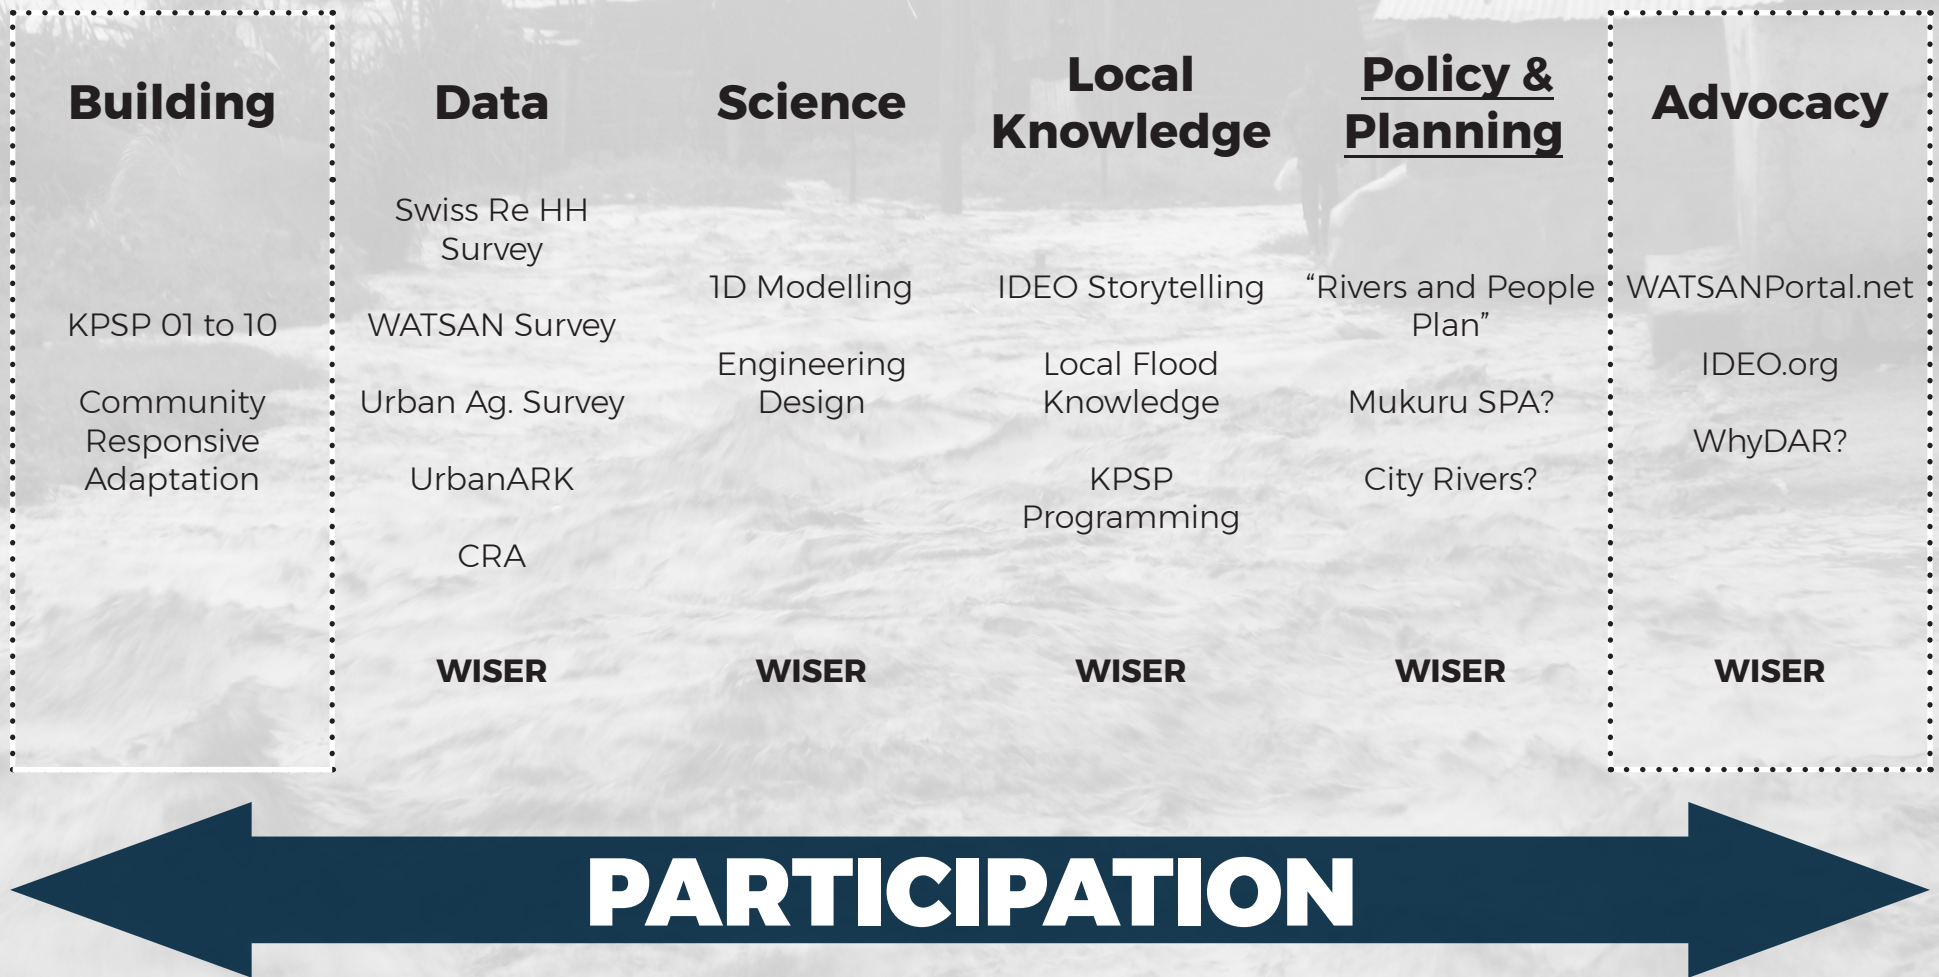 Building
KPSP 01 to 10
Community
Responsive
Adaptation
Data
Swiss Re HH
Survey
WATSAN Survey
Urban Ag. Survey
UrbanARK
CRA
WISER
Science
1D Modelling
Engineering
Design
WISER
Local
Knowledge
IDEO Storytelling
Local Flood
Knowledge
KPSP
Programming
WISER
Policy &
Planning
“Rivers and People
Plan”
Mukuru SPA?
City Rivers?
WISER
Advocacy
WATSANPortal.net
IDEO.org
WhyDAR?
WISER
PARTICIPATION